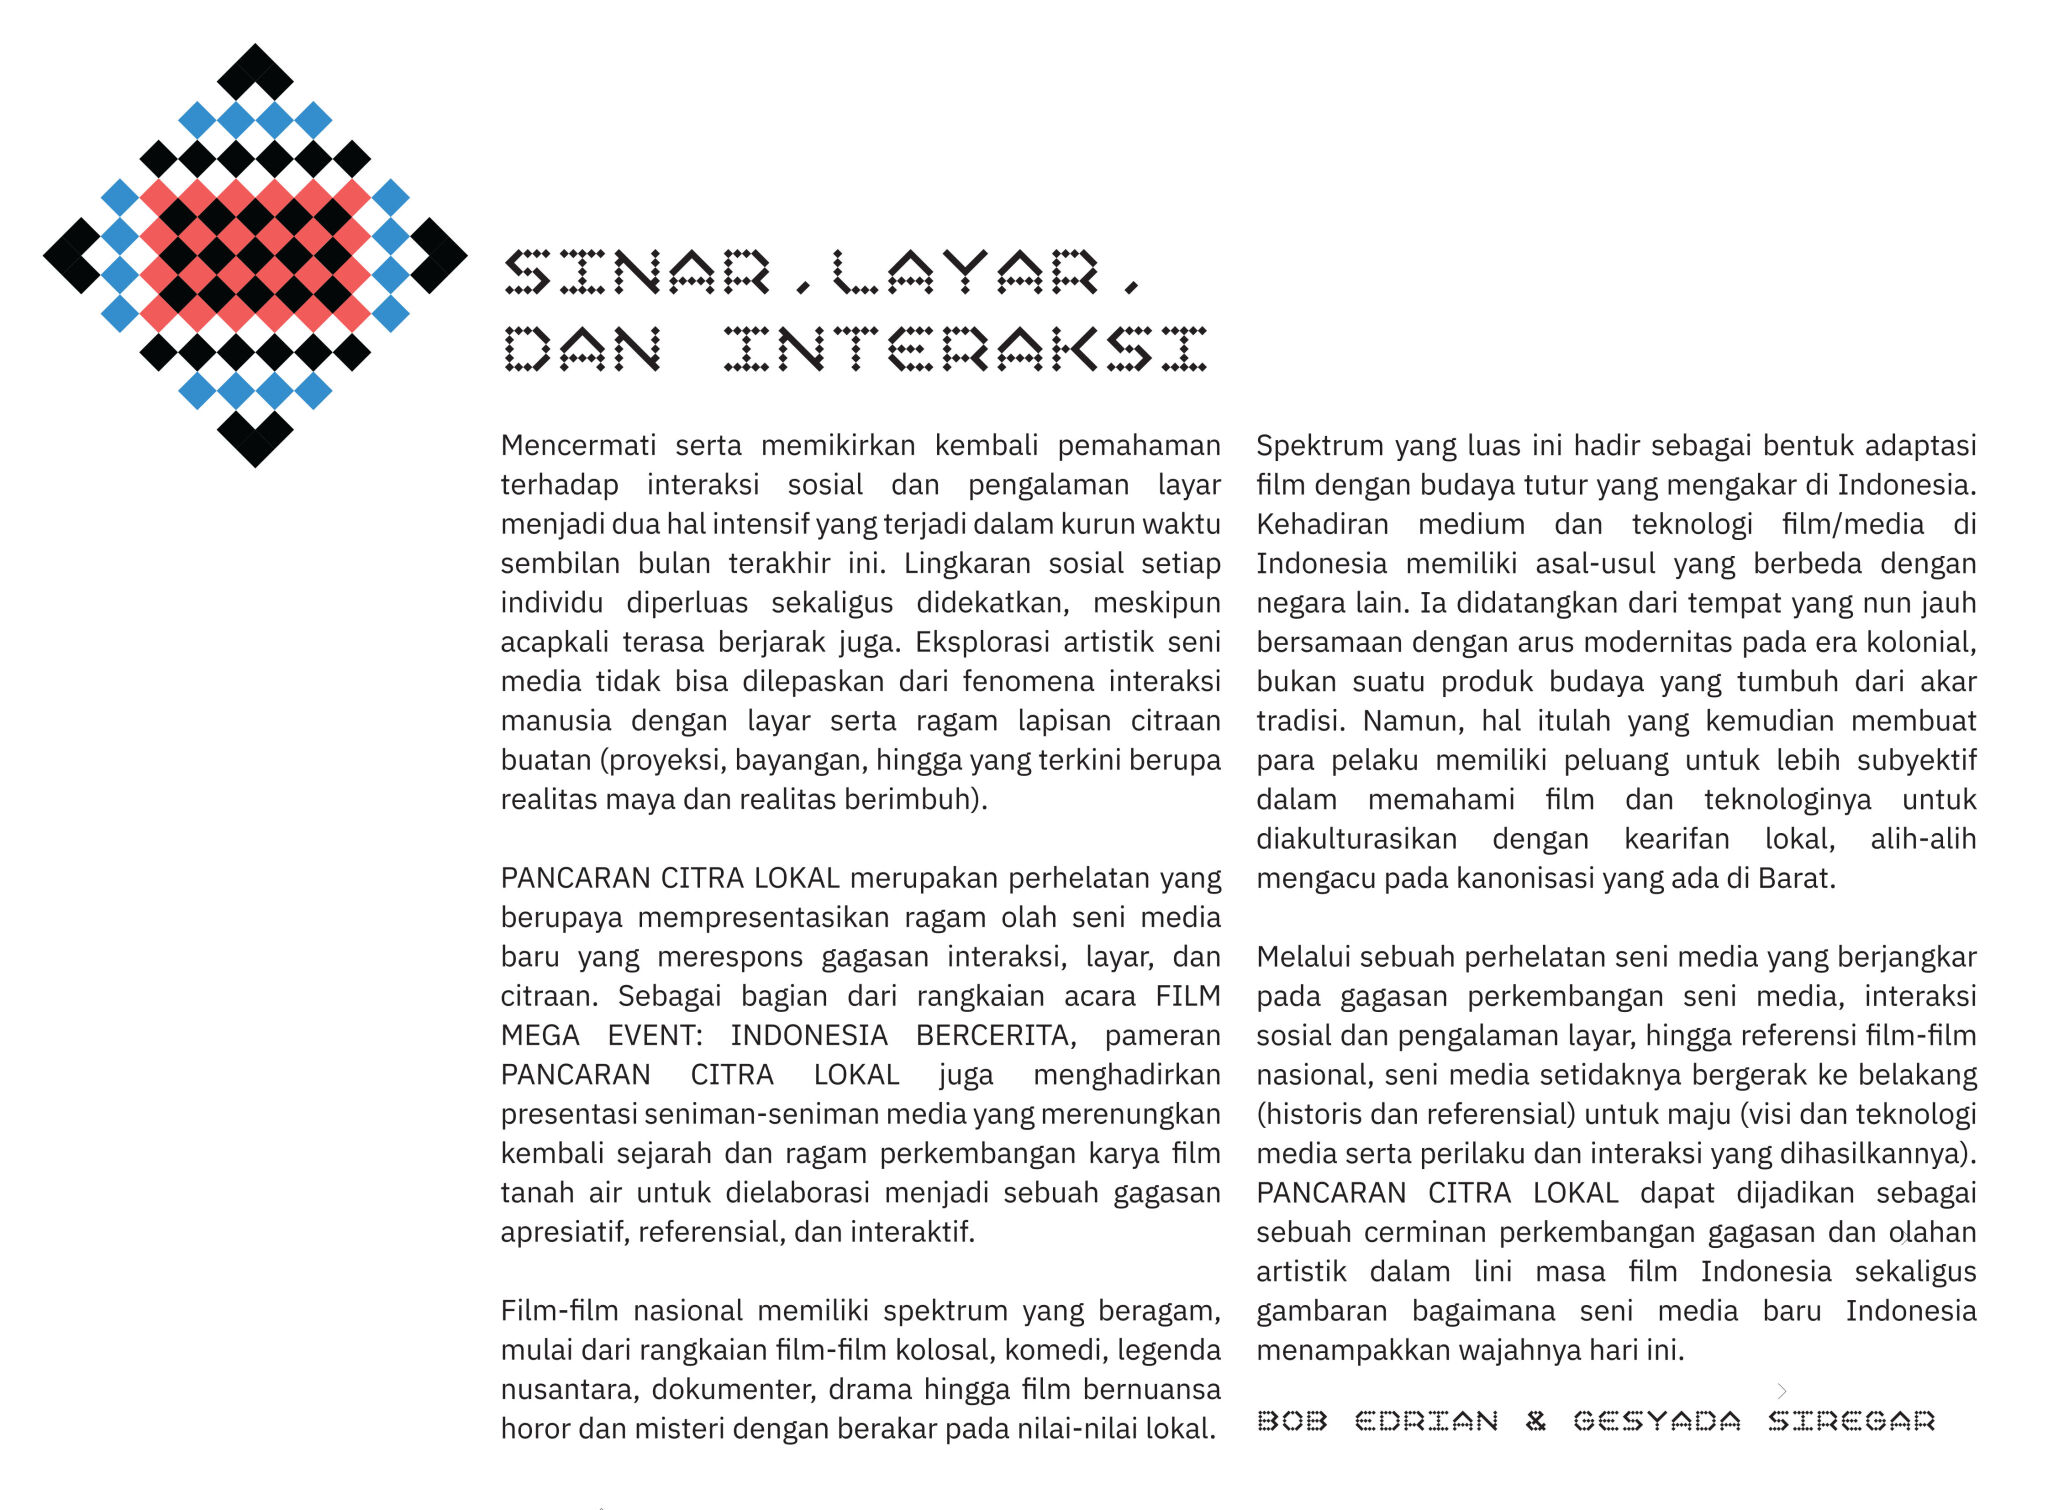 SINAR, LAYAR,
DAN INTERAKSI
Mencermati serta memikirkan kembali pemahaman
terhadap interaksi sosial dan pengalaman layar
menjadi dua hal intensif yang terjadi dalam kurun waktu
sembilan bulan terakhir ini. Lingkaran sosial setiap
individu diperluas sekaligus didekatkan, meskipun
acapkali terasa berjarak juga. Eksplorasi artistik seni
media tidak bisa dilepaskan dari fenomena interaksi
manusia dengan layar serta ragam lapisan citraan
buatan (proyeksi, bayangan, hingga yang terkini berupa
realitas maya dan realitas berimbuh).
PANCARAN CITRA LOKAL merupakan perhelatan yang
berupaya mempresentasikan ragam olah seni media
baru yang merespons gagasan interaksi, layar, dan
citraan. Sebagai bagian dari rangkaian acara FILM
MEGA EVENT: INDONESIA BERCERITA, pameran
PANCARAN CITRA LOKAL juga menghadirkan
presentasi seniman-seniman media yang merenungkan
kembali sejarah dan ragam perkembangan karya film
tanah air untuk dielaborasi menjadi sebuah gagasan
apresiatif, referensial, dan interaktif.
Film-film nasional memiliki spektrum yang beragam,
mulai dari rangkaian film-film kolosal, komedi, legenda
nusantara, dokumenter, drama hingga film bernuansa
horor dan misteri dengan berakar pada nilai-nilai lokal.
Spektrum yang luas ini hadir sebagai bentuk adaptasi
film dengan budaya tutur yang mengakar di Indonesia.
Kehadiran medium dan teknologi film/media di
Indonesia memiliki asal-usul yang berbeda dengan
negara lain. Ia didatangkan dari tempat yang nun jauh
bersamaan dengan arus modernitas pada era kolonial,
bukan suatu produk budaya yang tumbuh dari akar
tradisi. Namun, hal itulah yang kemudian membuat
para pelaku memiliki peluang untuk lebih subyektif
dalam memahami film dan teknologinya untuk
diakulturasikan dengan kearifan lokal, alih-alih
mengacu pada kanonisasi yang ada di Barat.
Melalui sebuah perhelatan seni media yang berjangkar
pada gagasan perkembangan seni media, interaksi
sosial dan pengalaman layar, hingga referensi film-film
nasional, seni media setidaknya bergerak ke belakang
(historis dan referensial) untuk maju (visi dan teknologi
media serta perilaku dan interaksi yang dihasilkannya).
PANCARAN CITRA LOKAL dapat dijadikan sebagai
sebuah cerminan perkembangan gagasan dan olahan
artistik dalam lini masa film Indonesia sekaligus
gambaran bagaimana seni media baru Indonesia
menampakkan wajahnya hari ini.
BOB EDRIAN & GESYADA SIREGAR